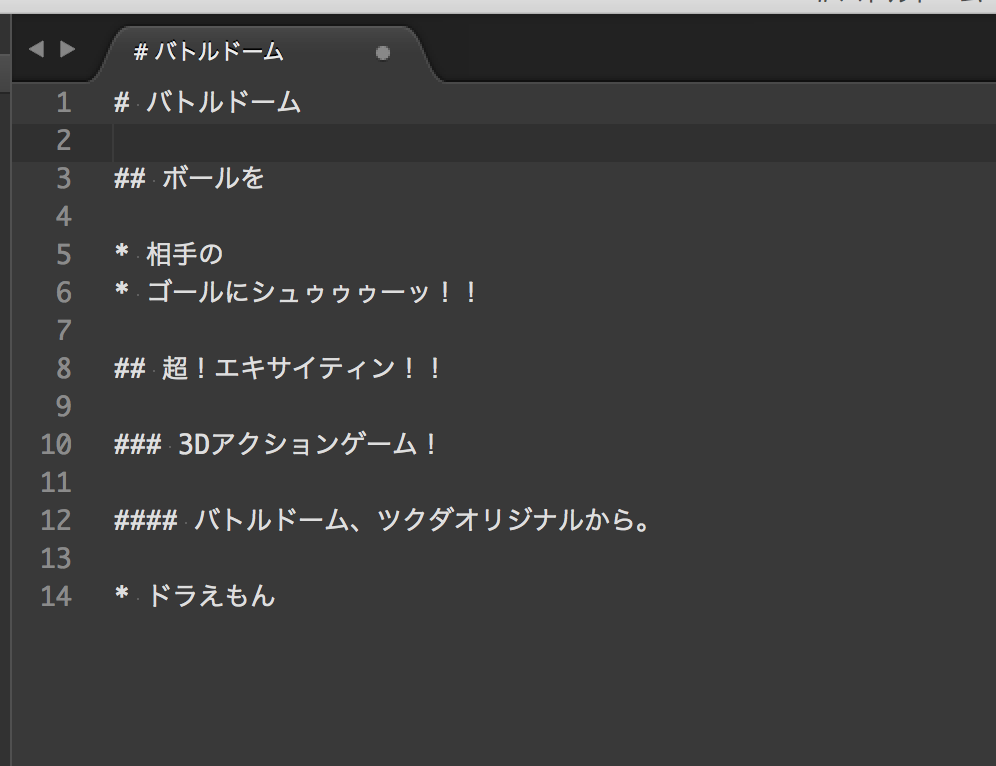 # バトルドーム
1 # バトルドーム
2
3 ## ボールを
4
5 * 相手の
6 * ゴールにシュゥゥゥーッ！！
7
8 ## 超！エキサイティン！！
9
10 ### 3Dアクションゲーム！
11
12 #### バトルドーム、ツクダオリジナルから。
13
14 * ドラえもん